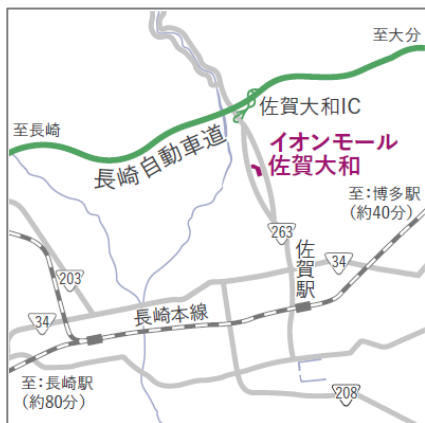 至大分
佐賀大和IC
至長崎
長崎自動車道
イオンモール
佐賀大和
至:博多駅
(約40分)
263
佐賀駅
34
203
長崎本線
34
至:長崎駅
(約80分)
208